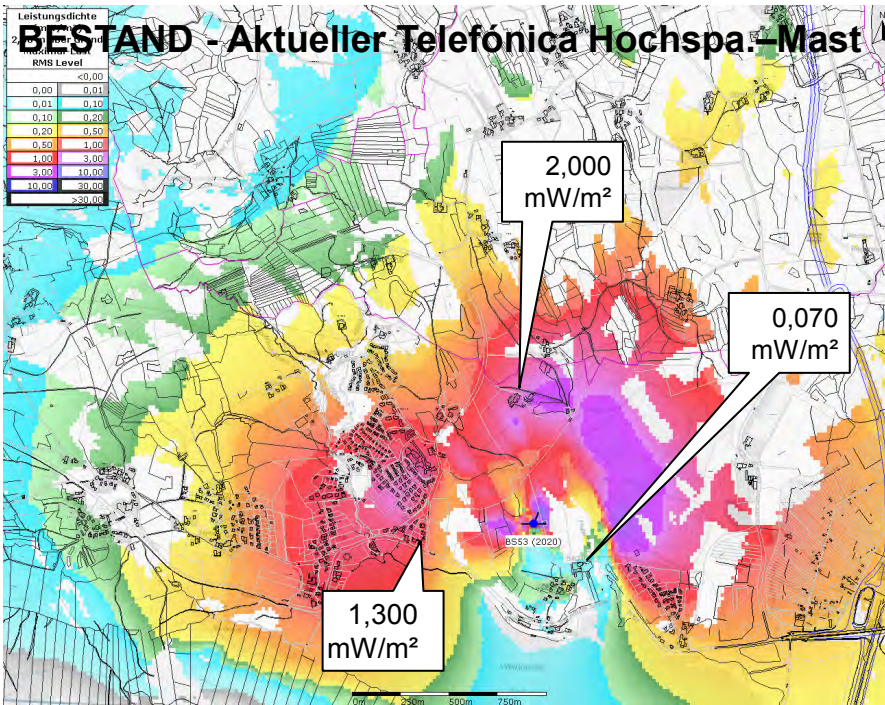 BESTAND - Aktueller Telefónica Hochspa.–Mast
Leistungsdichte
RMS Level
<0,00
0,00 0,01
0,01 0,10
0,10 0,20
0,20 0,50
0,50 1,00
1,00 3,00
3,00 10,00
10,00 30,00
>30,00
2,000
mW/m²
0,070
mW/m²
BS53 (2020)
1,300
mW/m²
0m 250m 500m 750m